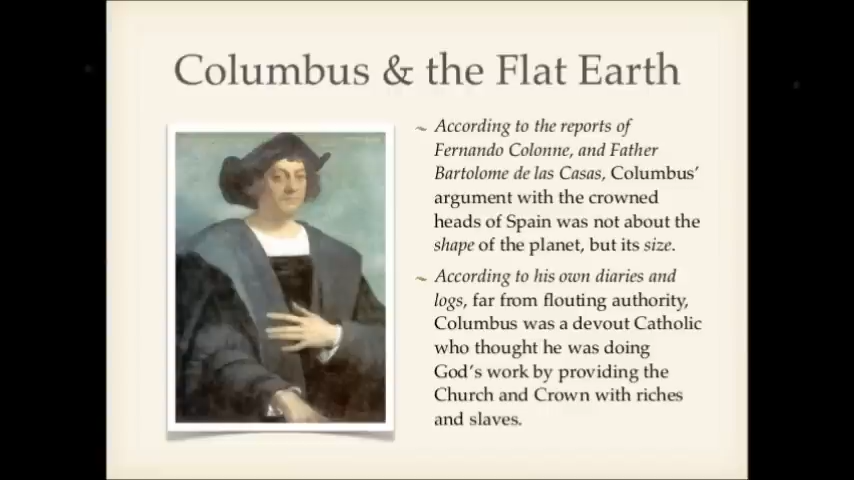 Columbus & the Flat Earth
According to the reports of
Fernando Colonne, and Father
Bartolome de las Casas, Columbus’
argument with the crowned
heads of Spain was not about the
shape of the planet, but its size.
According to his own diaries and
logs, far from flouting authority,
Columbus was a devout Catholic
who thought he was doing
God’s work by providing the
Church and Crown with riches
and slaves.